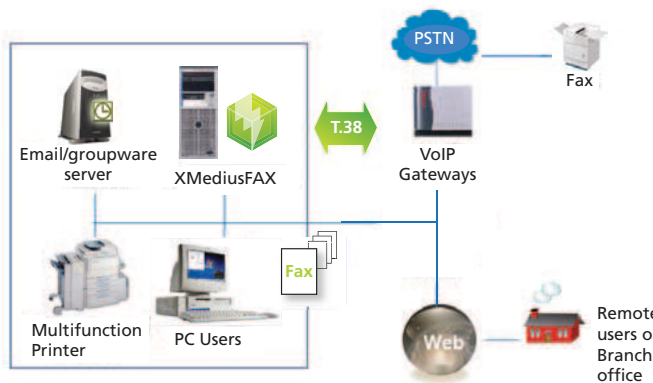 PSTN
Fax
T.38
Email/groupware
server
XMediusFAX
VoIP
Gateways
Fax
Multifunction
Printer
PC Users
Web
Remote
users o
Branch
office